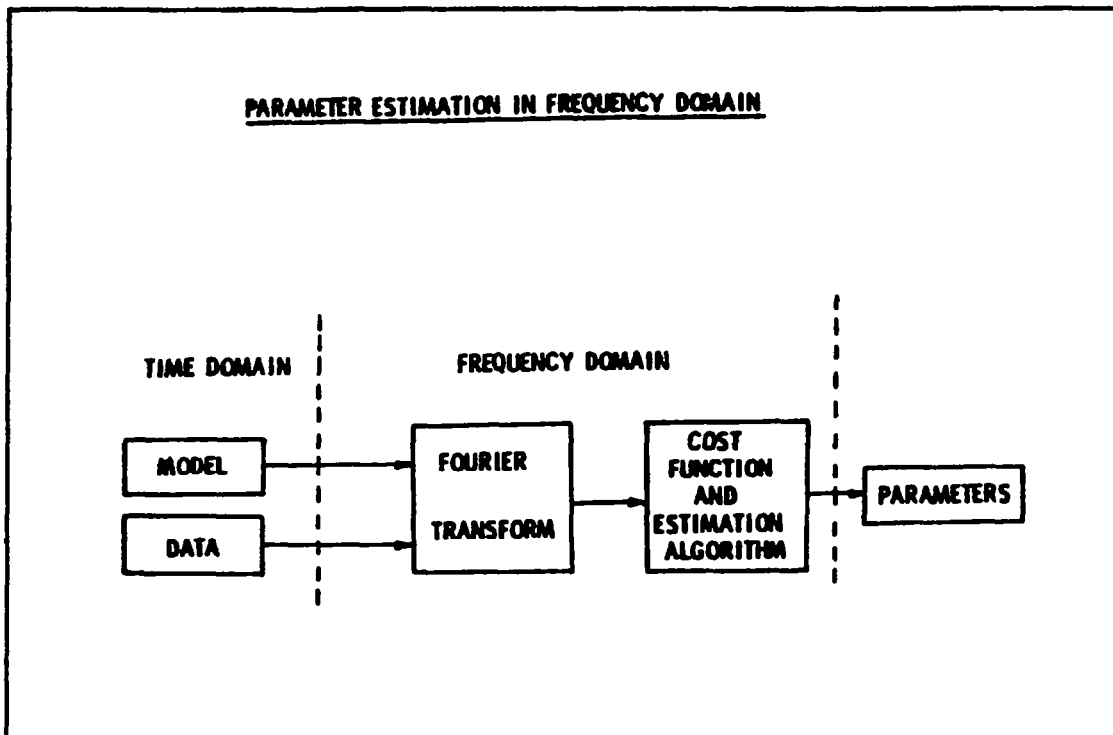 PARAMETER ESTIMATION IN FREQUENCY DOMAIN
TIME DOMAIN
FREQUENCY DOMAIN
MODEL
DATA
FOURIER
TRANSFORM
COST
FUNCTION
AND
ESTIMATION
ALGORITHM
PARAMETERS